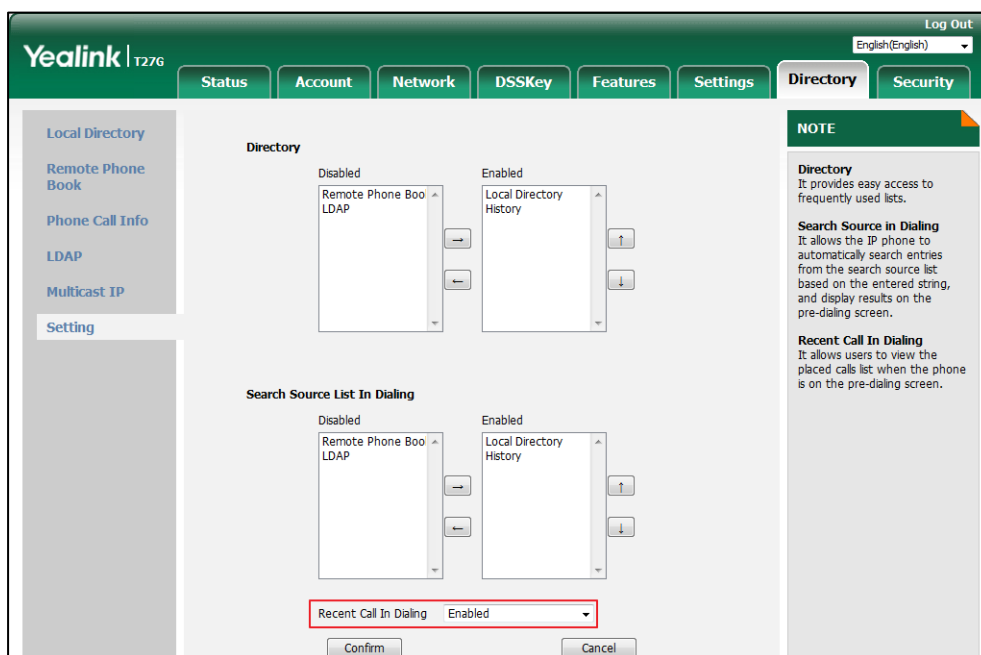 Log Out
English(English)
Yealink | T27G
Status Account Network DSSKey Features Settings Directory Security
Local Directory
Remote Phone
Book
Phone Call Info
LDAP
Multicast IP
Setting
Directory
Disabled Enabled
Remote Phone Boo
LDAP
Local Directory
History
→
←
↑
↓
Search Source List In Dialing
Disabled Enabled
Remote Phone Boo
LDAP
Local Directory
History
→
←
↑
↓
Recent Call In Dialing Enabled
Confirm Cancel
NOTE
Directory
It provides easy access to
frequently used lists.
Search Source in Dialing
It allows the IP phone to
automatically search entries
from the search source list
based on the entered string,
and display results on the
pre-dialing screen.
Recent Call In Dialing
It allows users to view the
placed calls list when the phone
is on the pre-dialing screen.